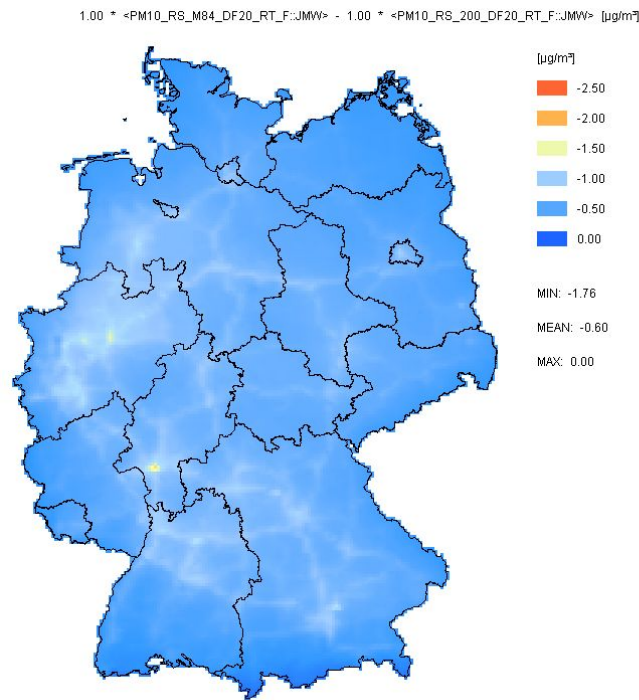 1.00 * <PM10_RS_M84_DF20_RT_F::JMW> - 1.00 * <PM10_RS_200_DF20_RT_F::JMW> [µg/m³]
[µg/m³]
-2.50
-2.00
-1.50
-1.00
-0.50
0.00
MIN: -1.76
MEAN: -0.60
MAX: 0.00